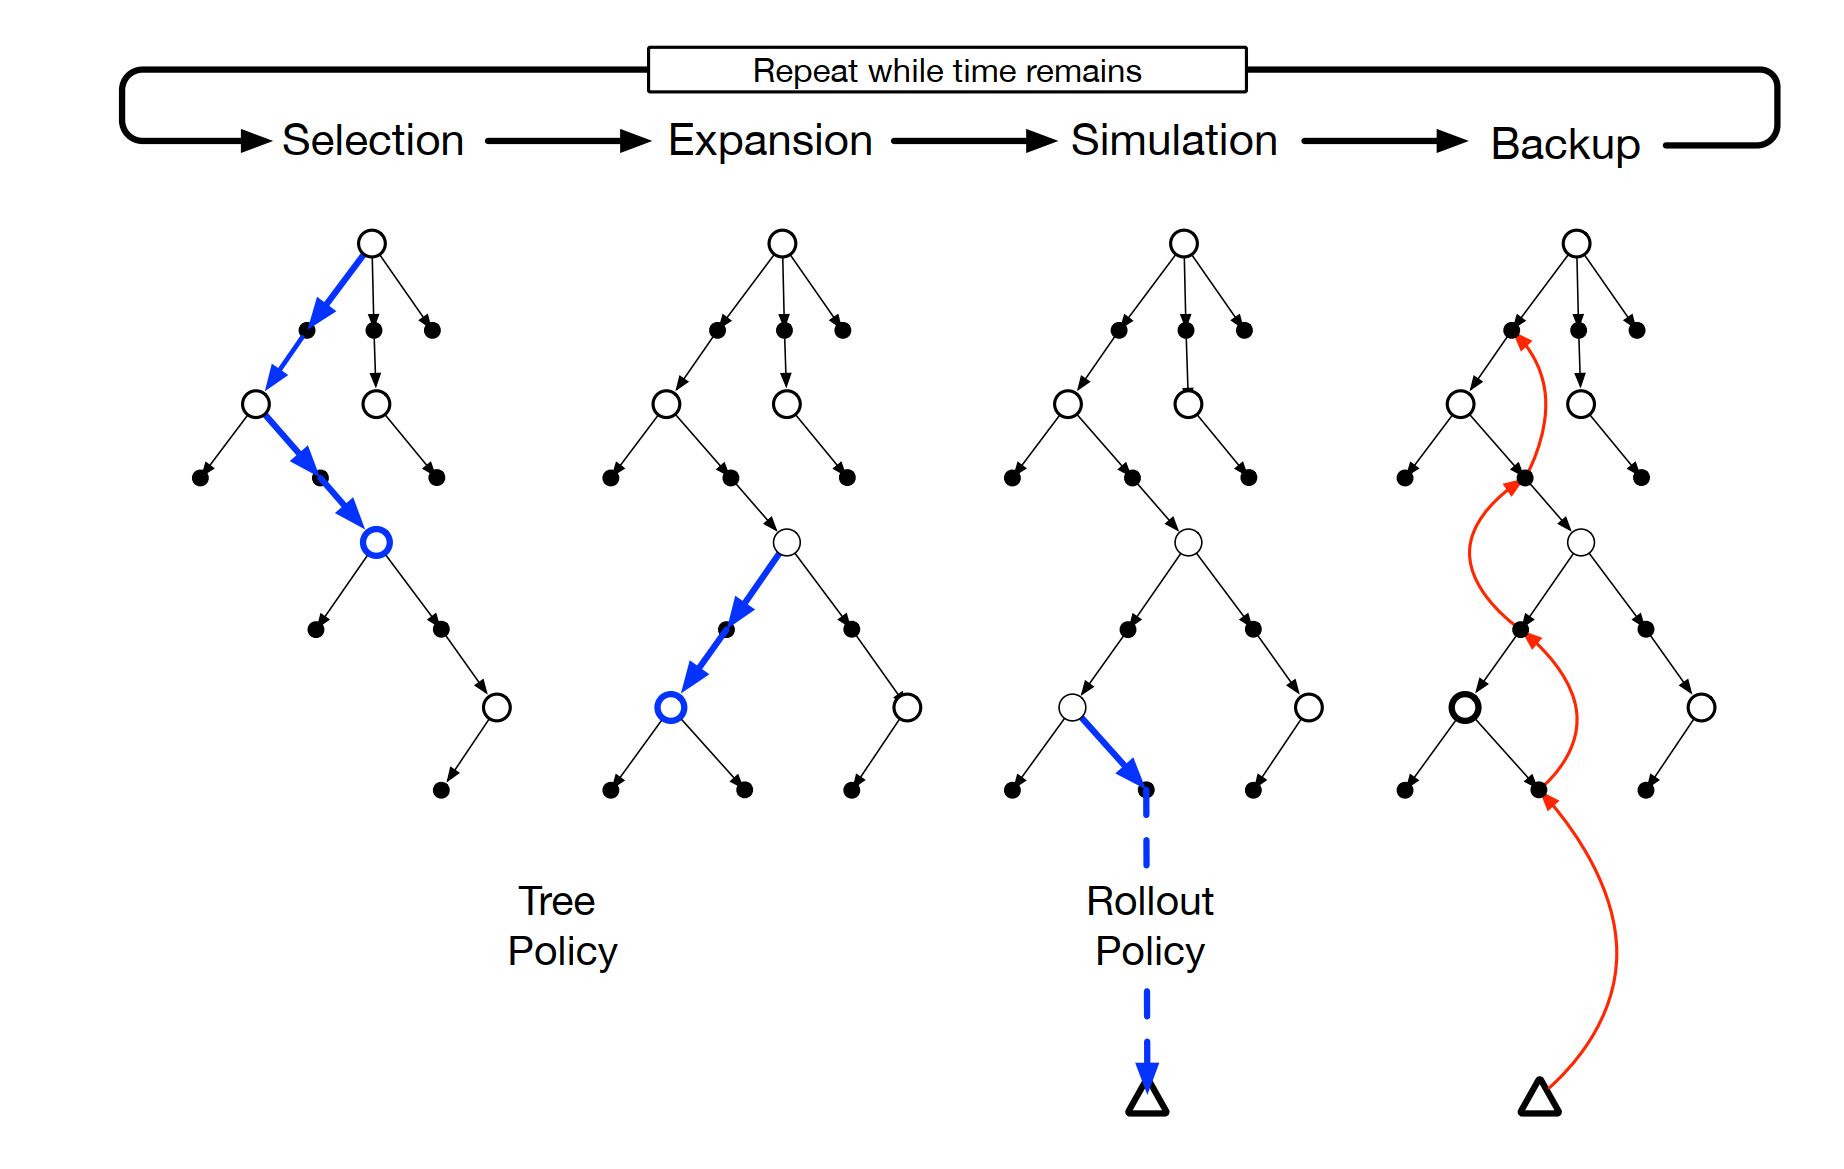 Repeat while time remains
Selection
Expansion
Simulation
Backup
Tree
Policy
Rollout
Policy